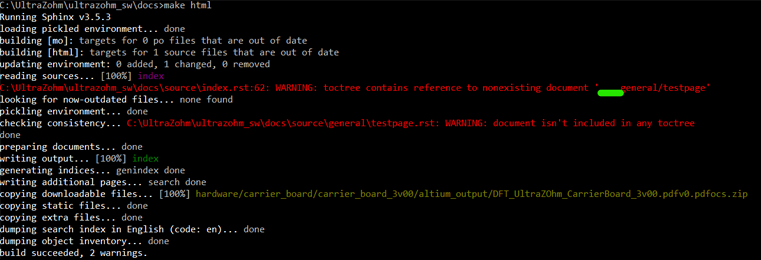 C:\UltraZohm\ultrazohm_sw\docs>make html
Running Sphinx v3.5.3
loading pickled environment... done
building [mo]: targets for 0 po files that are out of date
building [html]: targets for 1 source files that are out of date
updating environment: 0 added, 1 changed, 0 removed
reading sources... [100%] index
C:\UltraZohm\ultrazohm_sw\docs\source\index.rst:62: WARNING: toctree contains reference to nonexisting document '    general/testpage'
looking for now-outdated files... none found
pickling environment... done
checking consistency... C:\UltraZohm\ultrazohm_sw\docs\source\general\testpage.rst: WARNING: document isn't included in any toctree
done
preparing documents... done
writing output... [100%] index
generating indices... genindex done
writing additional pages... search done
copying downloadable files... [100%] hardware/carrier_board/carrier_board_3v00/altium_output/DFT_UltraZOhm_CarrierBoard_3v00.pdfv0.pdfocs.zip
copying static files... done
copying extra files... done
dumping search index in English (code: en)... done
dumping object inventory... done
build succeeded, 2 warnings.